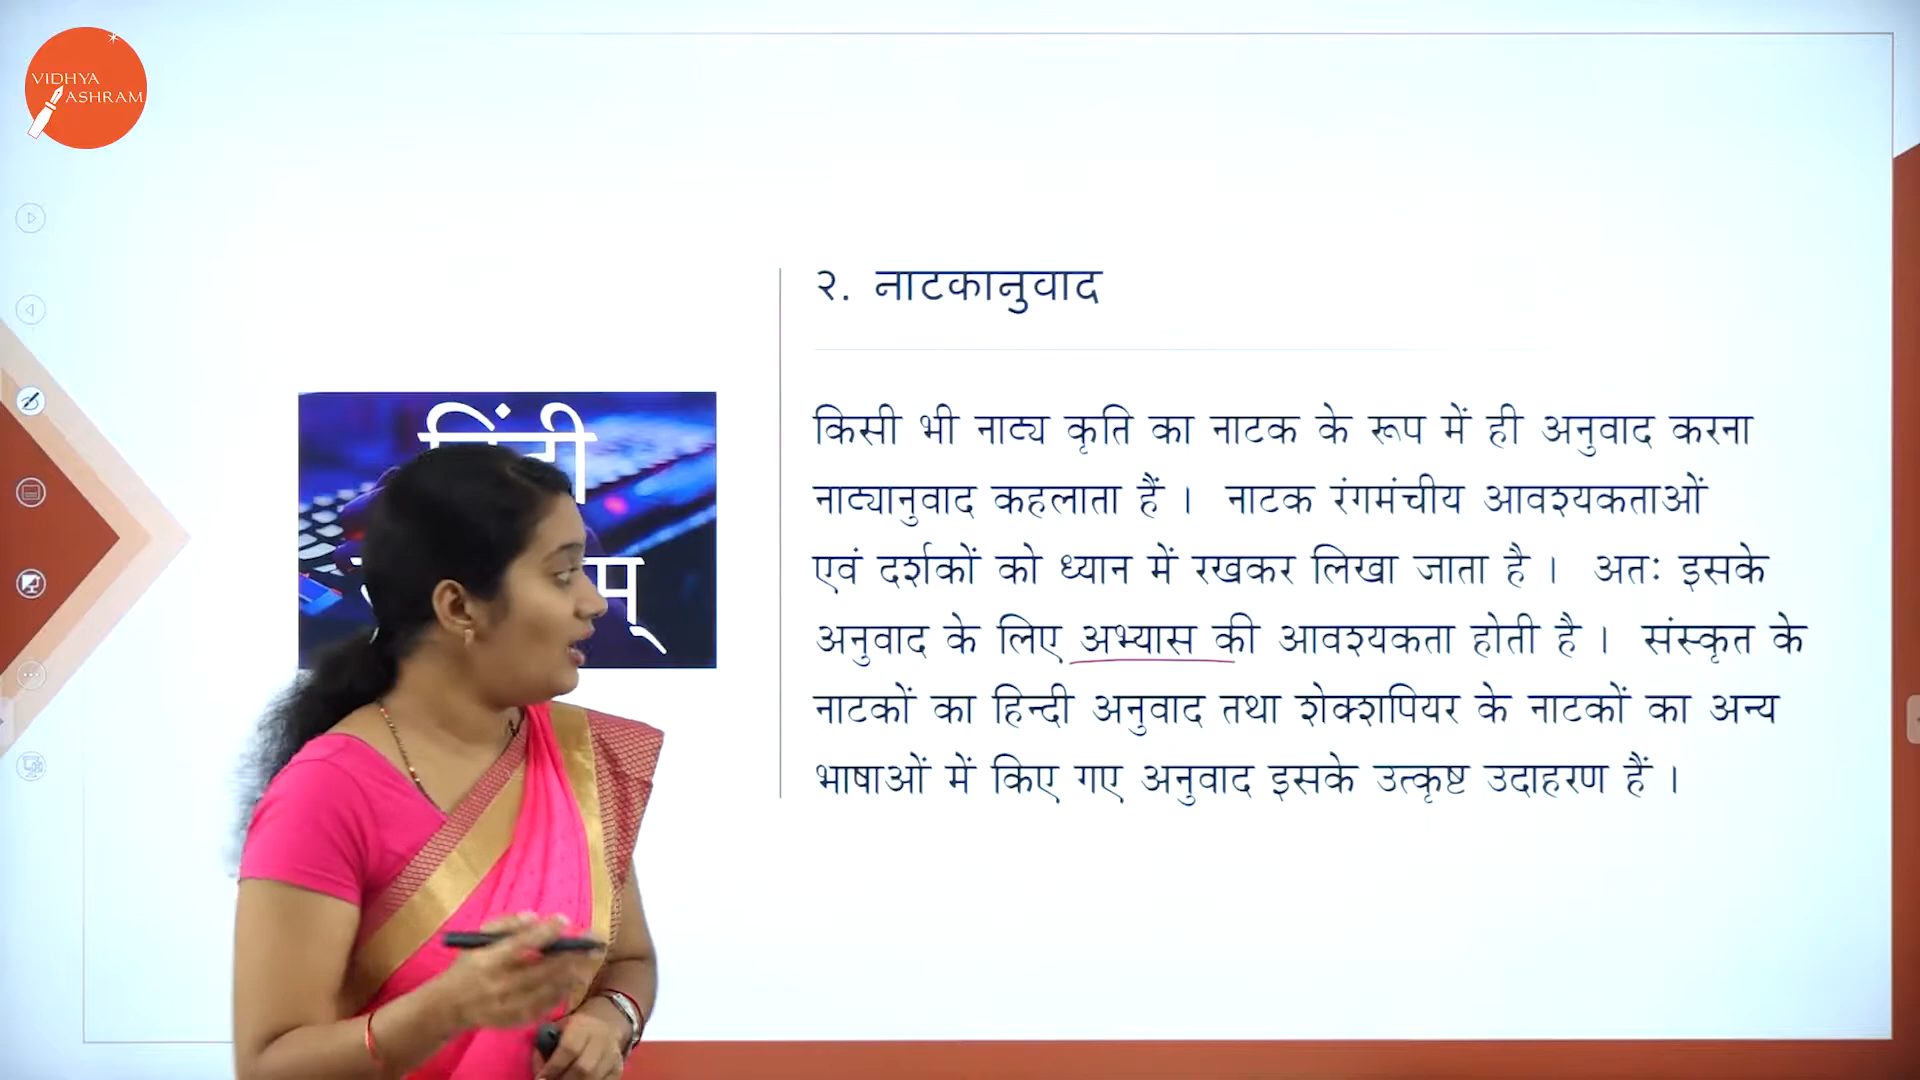 VIDHYA
ASHRAM
२. नाटकानुवाद
किसी भी नाट्य कृति का नाटक के रूप में ही अनुवाद करना
नाट्यानुवाद कहलाता हैं । नाटक रंगमंचीय आवश्यकताओं
एवं दर्शकों को ध्यान में रखकर लिखा जाता है । अतः इसके
अनुवाद के लिए अभ्यास की आवश्यकता होती है । संस्कृत के
नाटकों का हिन्दी अनुवाद तथा शेक्शपियर के नाटकों का अन्य
भाषाओं में किए गए अनुवाद इसके उत्कृष्ट उदाहरण हैं ।